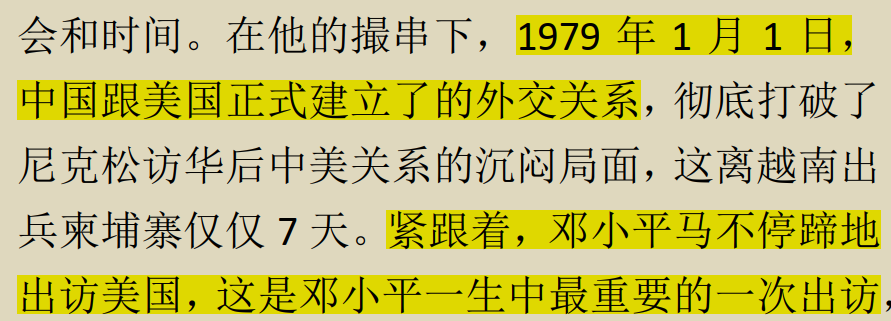 会和时间。在他的撮串下，1979 年 1 月 1 日，
中国跟美国正式建立了的外交关系，彻底打破了
尼克松访华后中美关系的沉闷局面，这离越南出
兵柬埔寨仅仅 7 天。紧跟着，邓小平马不停蹄地
出访美国，这是邓小平一生中最重要的一次出访，